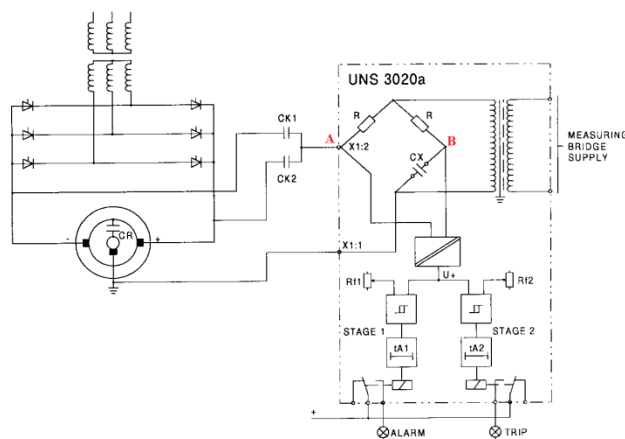 UNS 3020a
R
R
CK1
A
X1:2
CX
B
MEASURING
BRIDGE
SUPPLY
CK2
CR
-
+
X1:1
U+
Rf1
Rf2
STAGE 1
STAGE 2
tA1
tA2
+
ALARM
TRIP